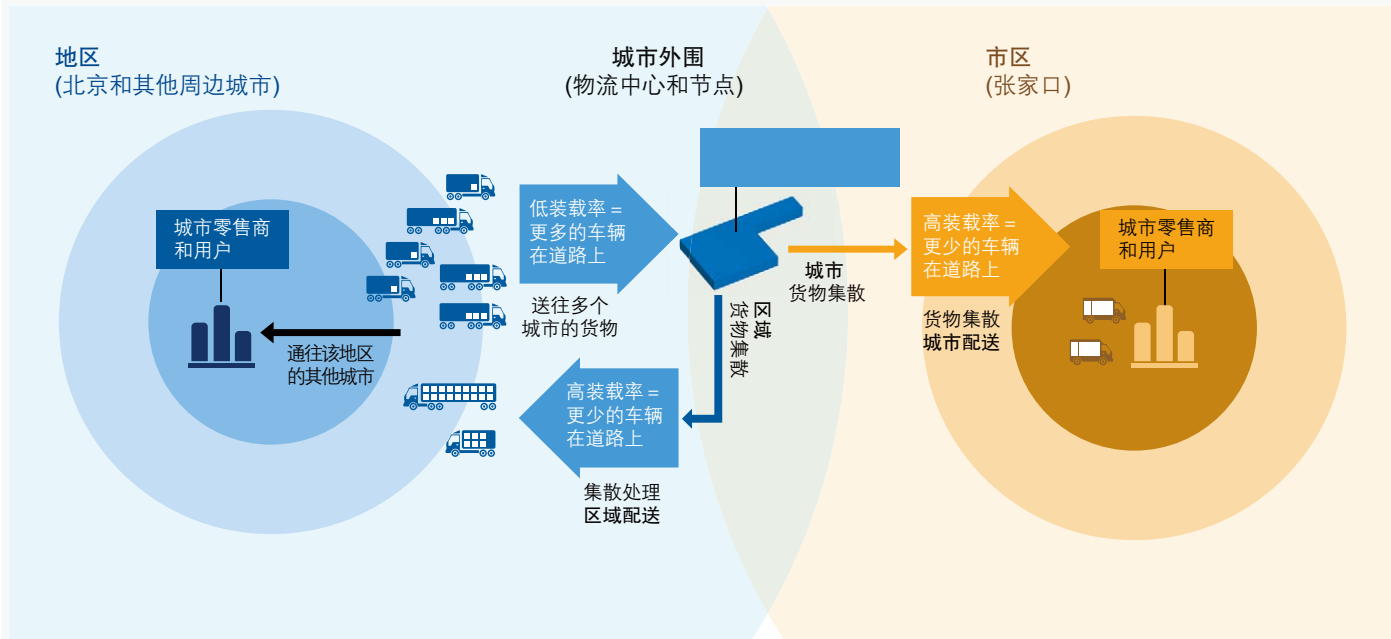 地区
(北京和其他周边城市)
城市外围
(物流中心和节点)
市区
(张家口)
城市零售商
和用户
低装载率=
更多的车辆
在道路上
送往多个
城市的货物
通往该地区
的其他城市
高装载率=
更少的车辆
在道路上
集散处理
区域配送
区域
货物集散
城市
货物集散
高装载率=
更少的车辆
在道路上
货物集散
城市配送
城市零售商
和用户